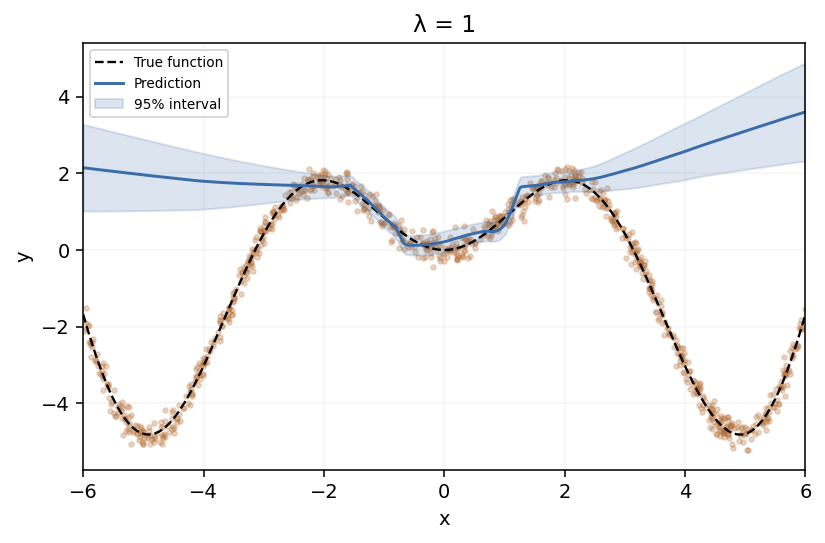 λ = 1
True function
Prediction
95% interval
y
4
2
0
−2
−4
−6 −4 −2 0 2 4 6
x